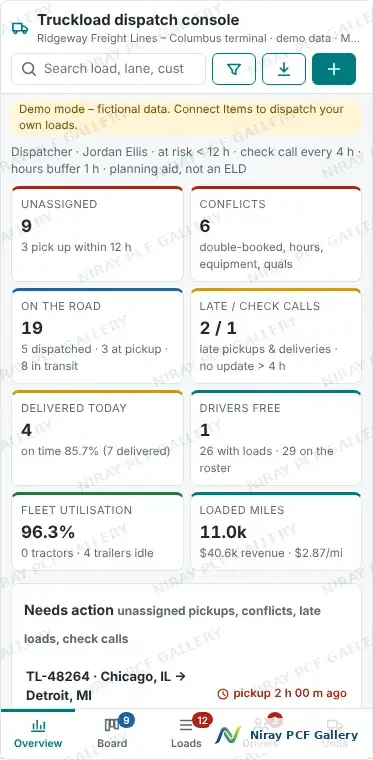 Truckload dispatch console
Ridgeway Freight Lines – Columbus terminal · demo data · M...
Search load, lane, cust
Demo mode – fictional data. Connect Items to dispatch your
own loads.
Dispatcher · Jordan Ellis · at risk < 12 h · check call every 4 h ·
hours buffer 1 h · planning aid, not an ELD
UNASSIGNED
9
3 pick up within 12 h
CONFLICTS
6
double-booked, hours,
equipment, quals
ON THE ROAD
19
5 dispatched · 3 at pickup ·
8 in transit
LATE / CHECK CALLS
2 / 1
late pickups & deliveries ·
no update > 4 h
DELIVERED TODAY
4
on time 85.7% (7 delivered)
DRIVERS FREE
1
26 with loads · 29 on the
roster
FLEET UTILISATION
96.3%
0 tractors · 4 trailers idle
LOADED MILES
11.0k
$40.6k revenue · $2.87/mi
Needs action unassigned pickups, conflicts, late
loads, check calls
TL-48264 · Chicago, IL →
Detroit, MI
pickup 2 h 00 m ago
Overview
9
Board
12
Loads
Drivers
Units
Niray PCF Gallery
NIRAY PCF GALLERY